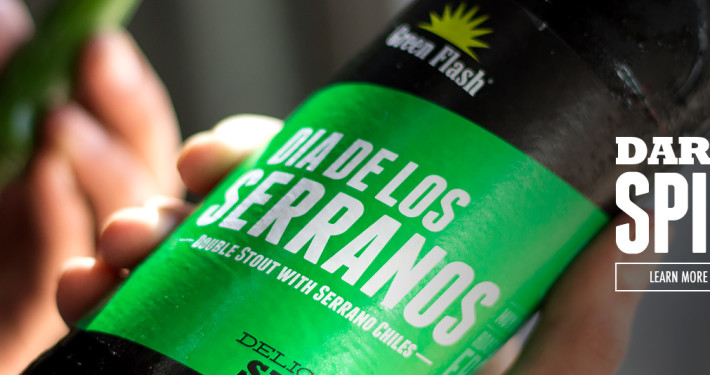 Green Flash
DIA DE LOS
SERRANOS
DOUBLE STOUT WITH SERRANO CHILES
DAR
SPI
LEARN MORE